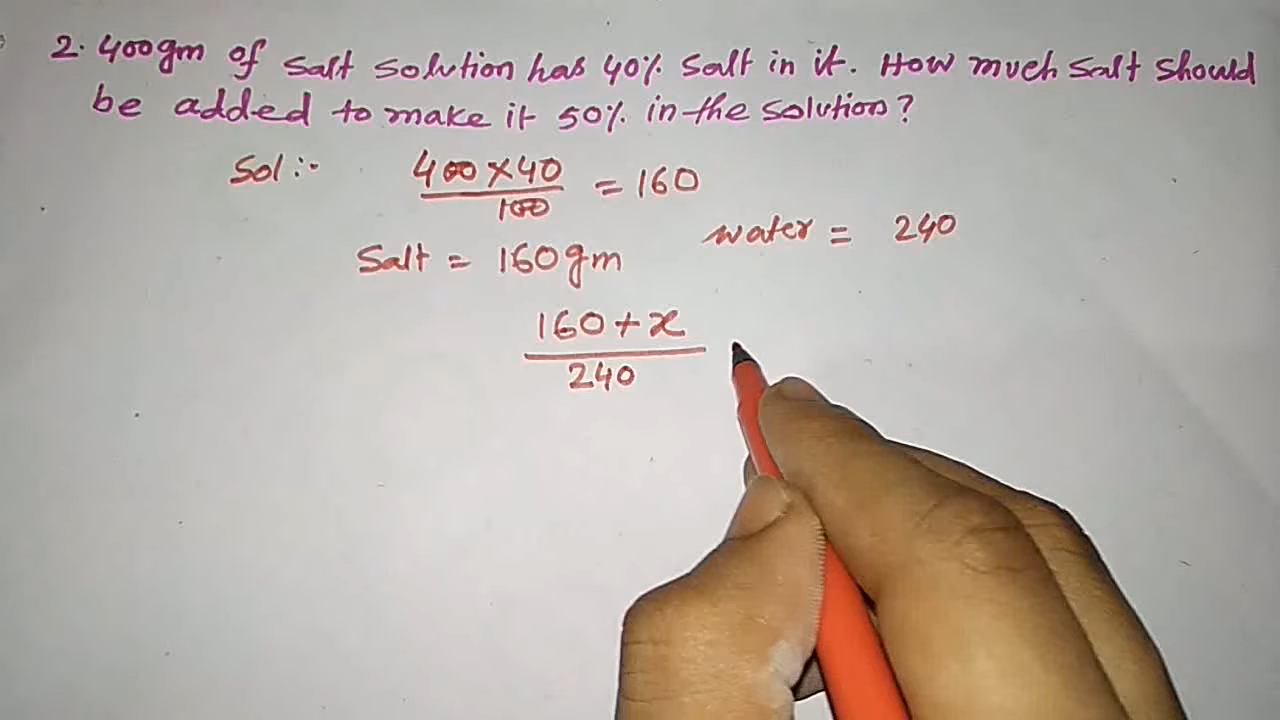 2. 400gm of salt solution has 40% salt in it. How much salt should
be added to make it 50% in the solution?
Sol :- 400 × 40 / 100 = 160
Salt = 160gm water = 240
160 + x
240